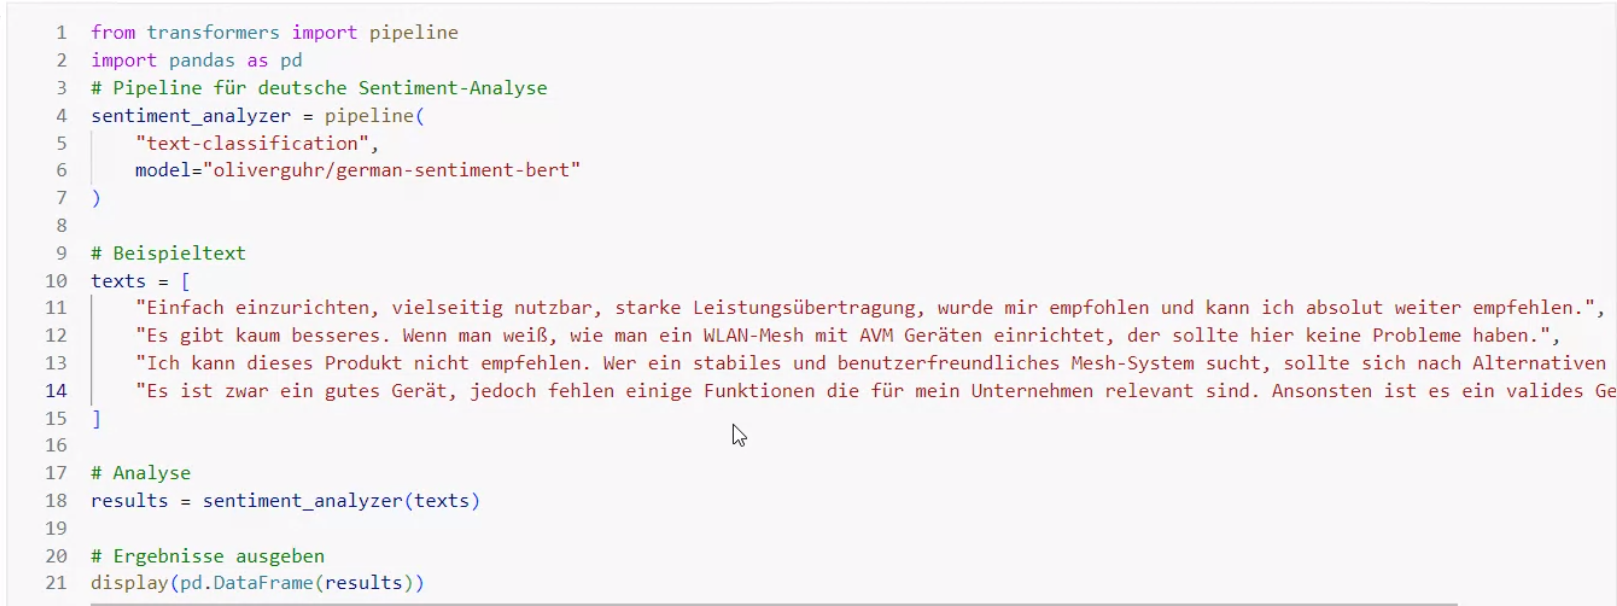 1 from transformers import pipeline
2 import pandas as pd
3 # Pipeline für deutsche Sentiment-Analyse
4 sentiment_analyzer = pipeline(
5     "text-classification",
6     model="oliverguhr/german-sentiment-bert"
7 )
8
9 # Beispieltext
10 texts = [
11     "Einfach einzurichten, vielseitig nutzbar, starke Leistungsübertragung, wurde mir empfohlen und kann ich absolut weiter empfehlen.",
12     "Es gibt kaum besseres. Wenn man weiß, wie man ein WLAN-Mesh mit AVM Geräten einrichtet, der sollte hier keine Probleme haben.",
13     "Ich kann dieses Produkt nicht empfehlen. Wer ein stabiles und benutzerfreundliches Mesh-System sucht, sollte sich nach Alternativen
14     "Es ist zwar ein gutes Gerät, jedoch fehlen einige Funktionen die für mein Unternehmen relevant sind. Ansonsten ist es ein valides Ge
15 ]
16
17 # Analyse
18 results = sentiment_analyzer(texts)
19
20 # Ergebnisse ausgeben
21 display(pd.DataFrame(results))